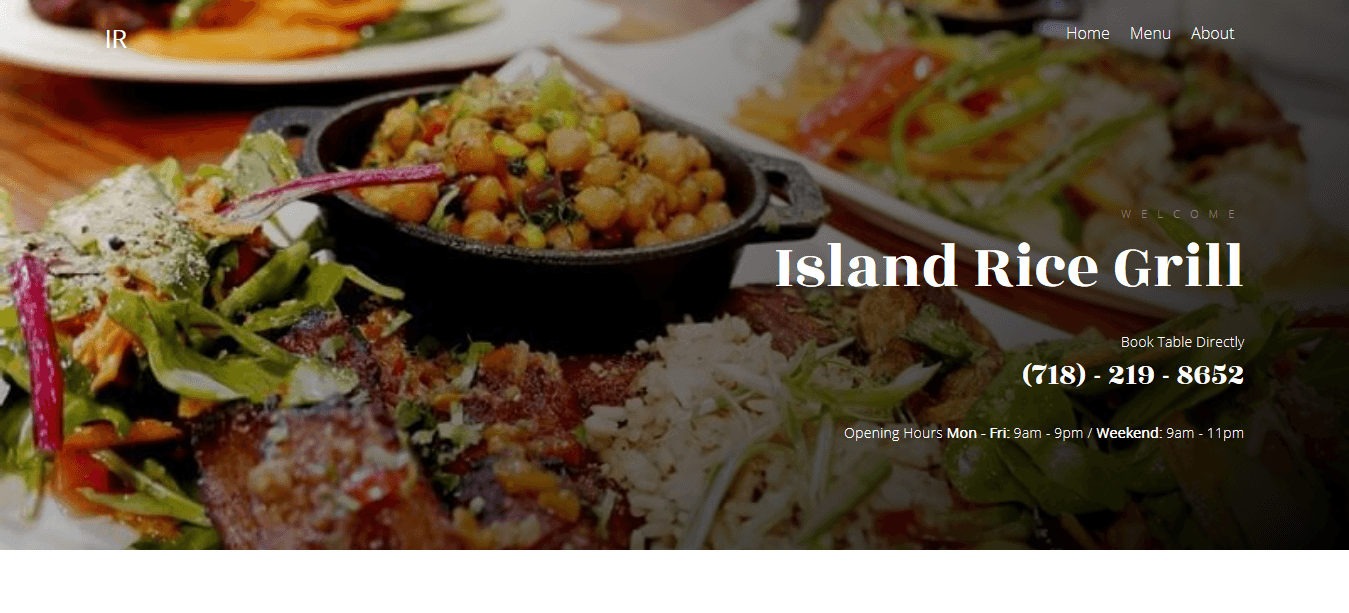 IR
Home Menu About
WELCOME
Island Rice Grill
Book Table Directly
(718) - 219 - 8652
Opening Hours Mon - Fri: 9am - 9pm / Weekend: 9am - 11pm